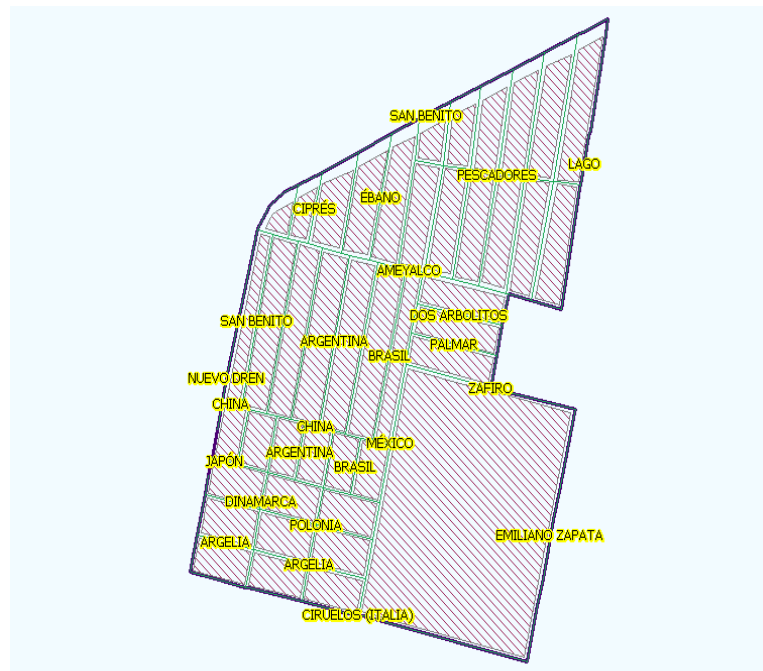 SAN BENITO
LAGO
PESCADORES
ÉBANO
CIPRÉS
AMEYALCO
DOS ARBOLITOS
SAN BENITO
ARGENTINA
PALMAR
BRASIL
NUEVO DREN
ZAFIRO
CHINA
CHINA
MÉXICO
ARGENTINA
JAPÓN
BRASIL
DINAMARCA
POLONIA
EMILIANO ZAPATA
ARGELIA
ARGELIA
CIRUELOS (ITALIA)